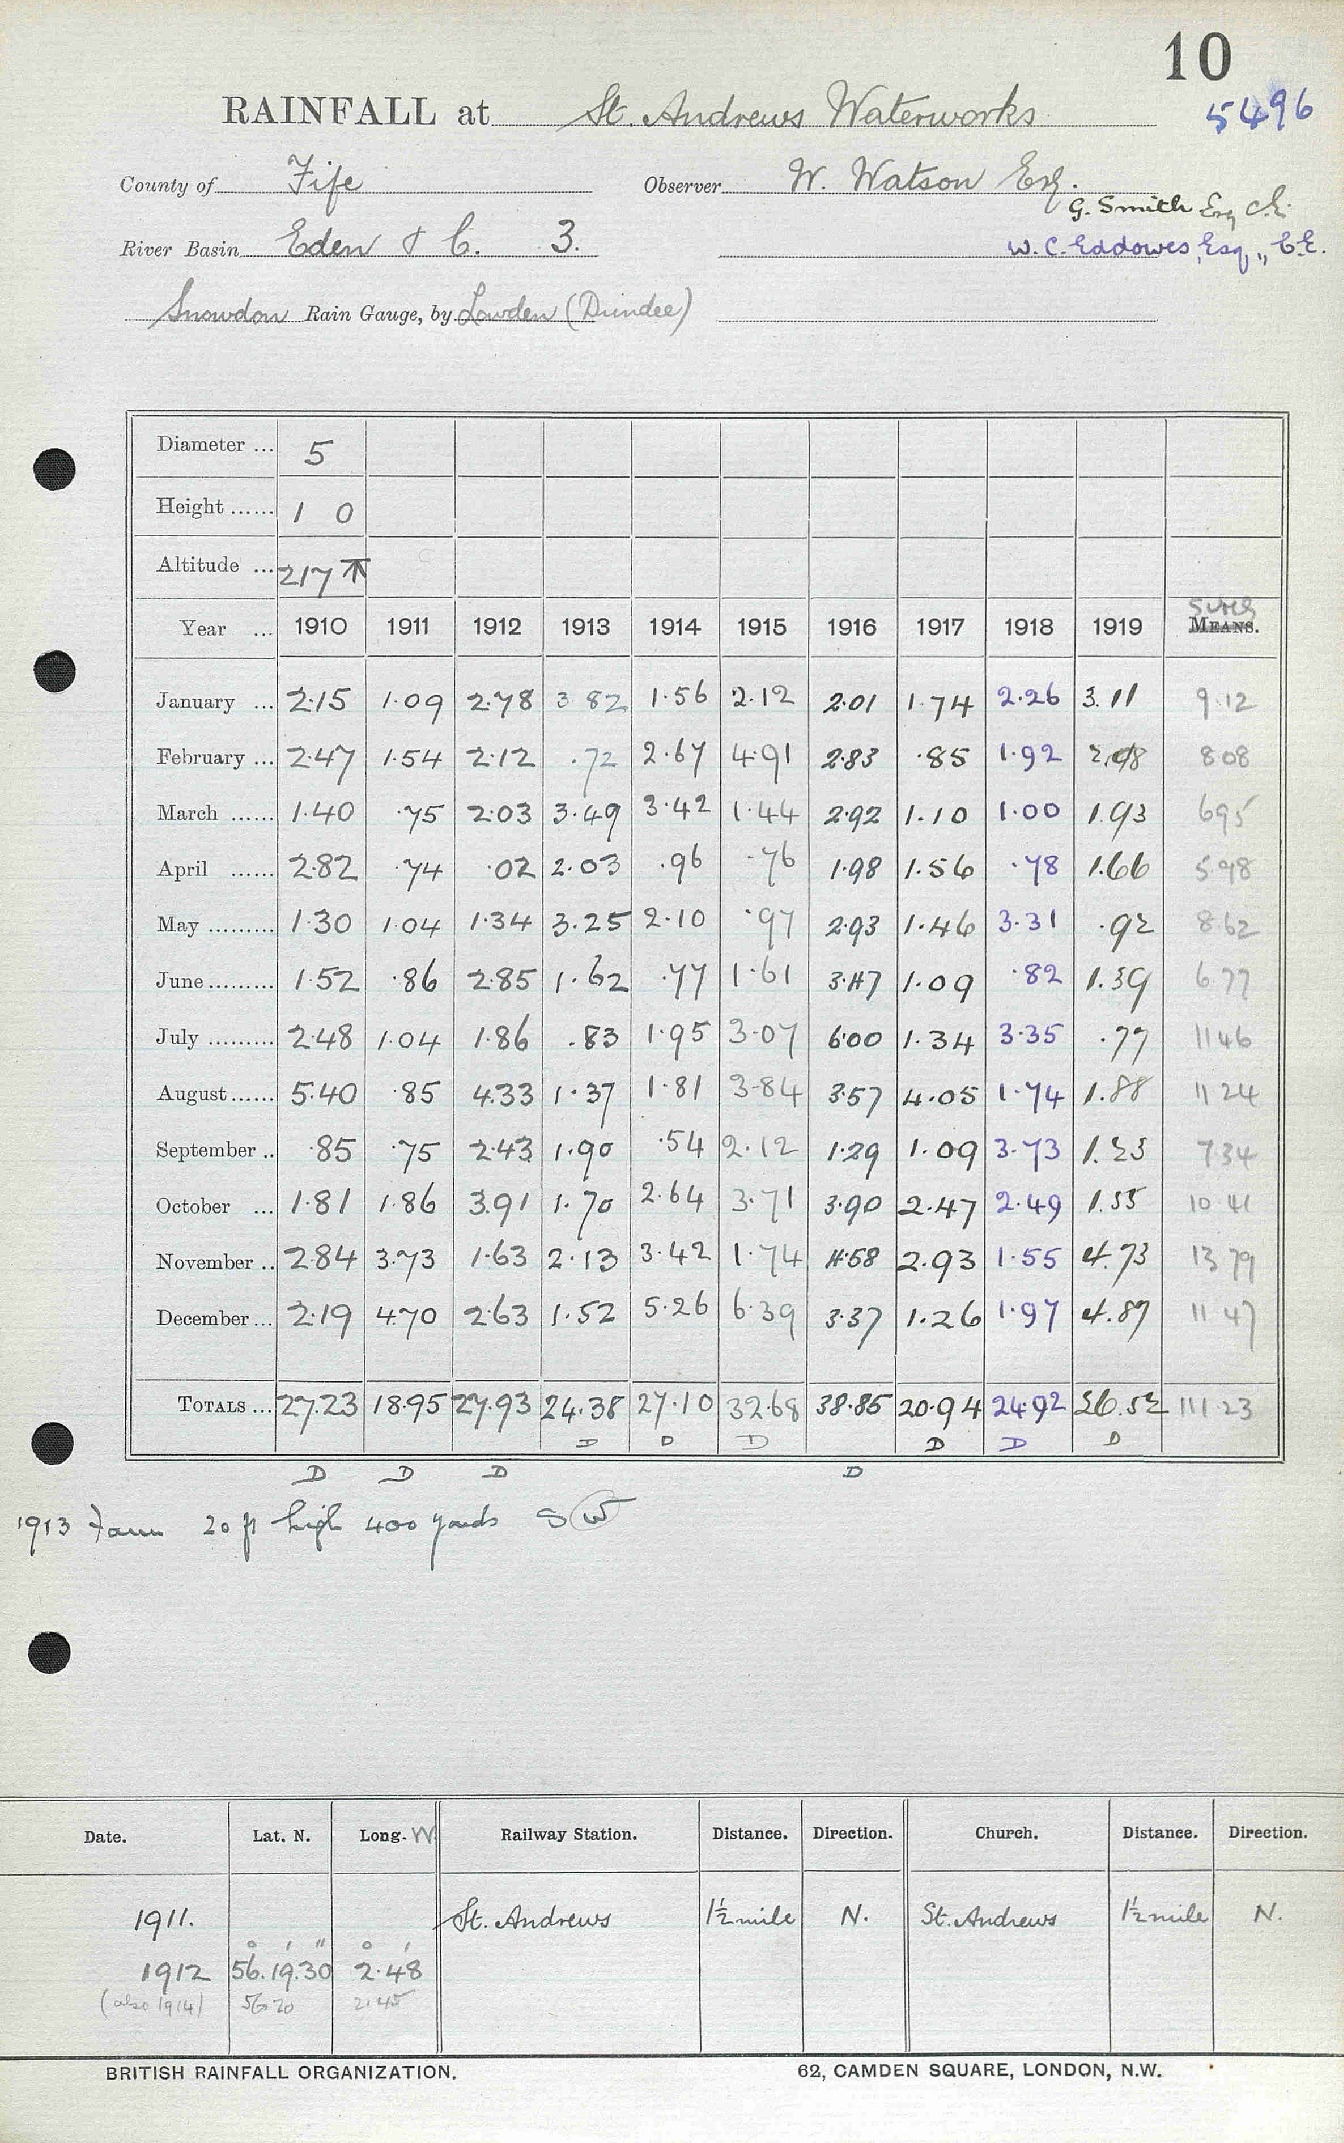 10
RAINFALL at St. Andrews Waterworks 5496
County of Fife Observer W. Watson Esq.
G. Smith Esq C.E.
River Basin Eden & C. 3. W. C. Eddowes, Esq., C.E.
Snowdon Rain Gauge, by Lowden (Dundee)
Diameter ... 5
Height ...... 1 0
Altitude ... 217
SUMS
Year ... 1910 1911 1912 1913 1914 1915 1916 1917 1918 1919 MEANS.
January ... 2.15 1.09 2.78 3.82 1.56 2.12 2.01 1.74 2.26 3.11 9.12
February ... 2.47 1.54 2.12 .72 2.67 4.91 2.83 .85 1.92 2.08 8.08
March ...... 1.40 .75 2.03 3.49 3.42 1.44 2.92 1.10 1.00 1.93 6.95
April ...... 2.82 .74 .02 2.03 .96 .76 1.98 1.56 .78 1.66 5.98
May ......... 1.30 1.04 1.34 3.25 2.10 .97 2.93 1.46 3.31 .92 8.62
June ......... 1.52 .86 2.85 1.62 .77 1.61 3.47 1.09 .82 1.39 6.77
July ......... 2.48 1.04 1.86 .83 1.95 3.07 6.00 1.34 3.35 .77 11.46
August ...... 5.40 .85 4.33 1.37 1.81 3.84 3.57 4.05 1.74 1.88 11.24
September .. .85 .75 2.43 1.90 .54 2.12 1.29 1.09 3.73 1.23 7.34
October ... 1.81 1.86 3.91 1.70 2.64 3.71 3.90 2.47 2.49 1.55 10.41
November .. 2.84 3.73 1.63 2.13 3.42 1.74 4.58 2.93 1.55 4.73 13.79
December ... 2.19 4.70 2.63 1.52 5.26 6.39 3.37 1.26 1.97 4.87 11.47
TOTALS ... 27.23 18.95 27.93 24.38 27.10 32.68 38.85 20.94 24.92 26.52 111.23
D D D D D D
D D D D
1913 Farm 20 ft high 400 yards S W
Date. Lat. N. Long. W Railway Station. Distance. Direction. Church. Distance. Direction.
1911. St. Andrews 1½ mile N. St. Andrews 1½ mile N.
° ' " ° '
1912 56.19.30 2.48
(also 1914) 56 20 2.45
BRITISH RAINFALL ORGANIZATION. 62, CAMDEN SQUARE, LONDON, N.W.